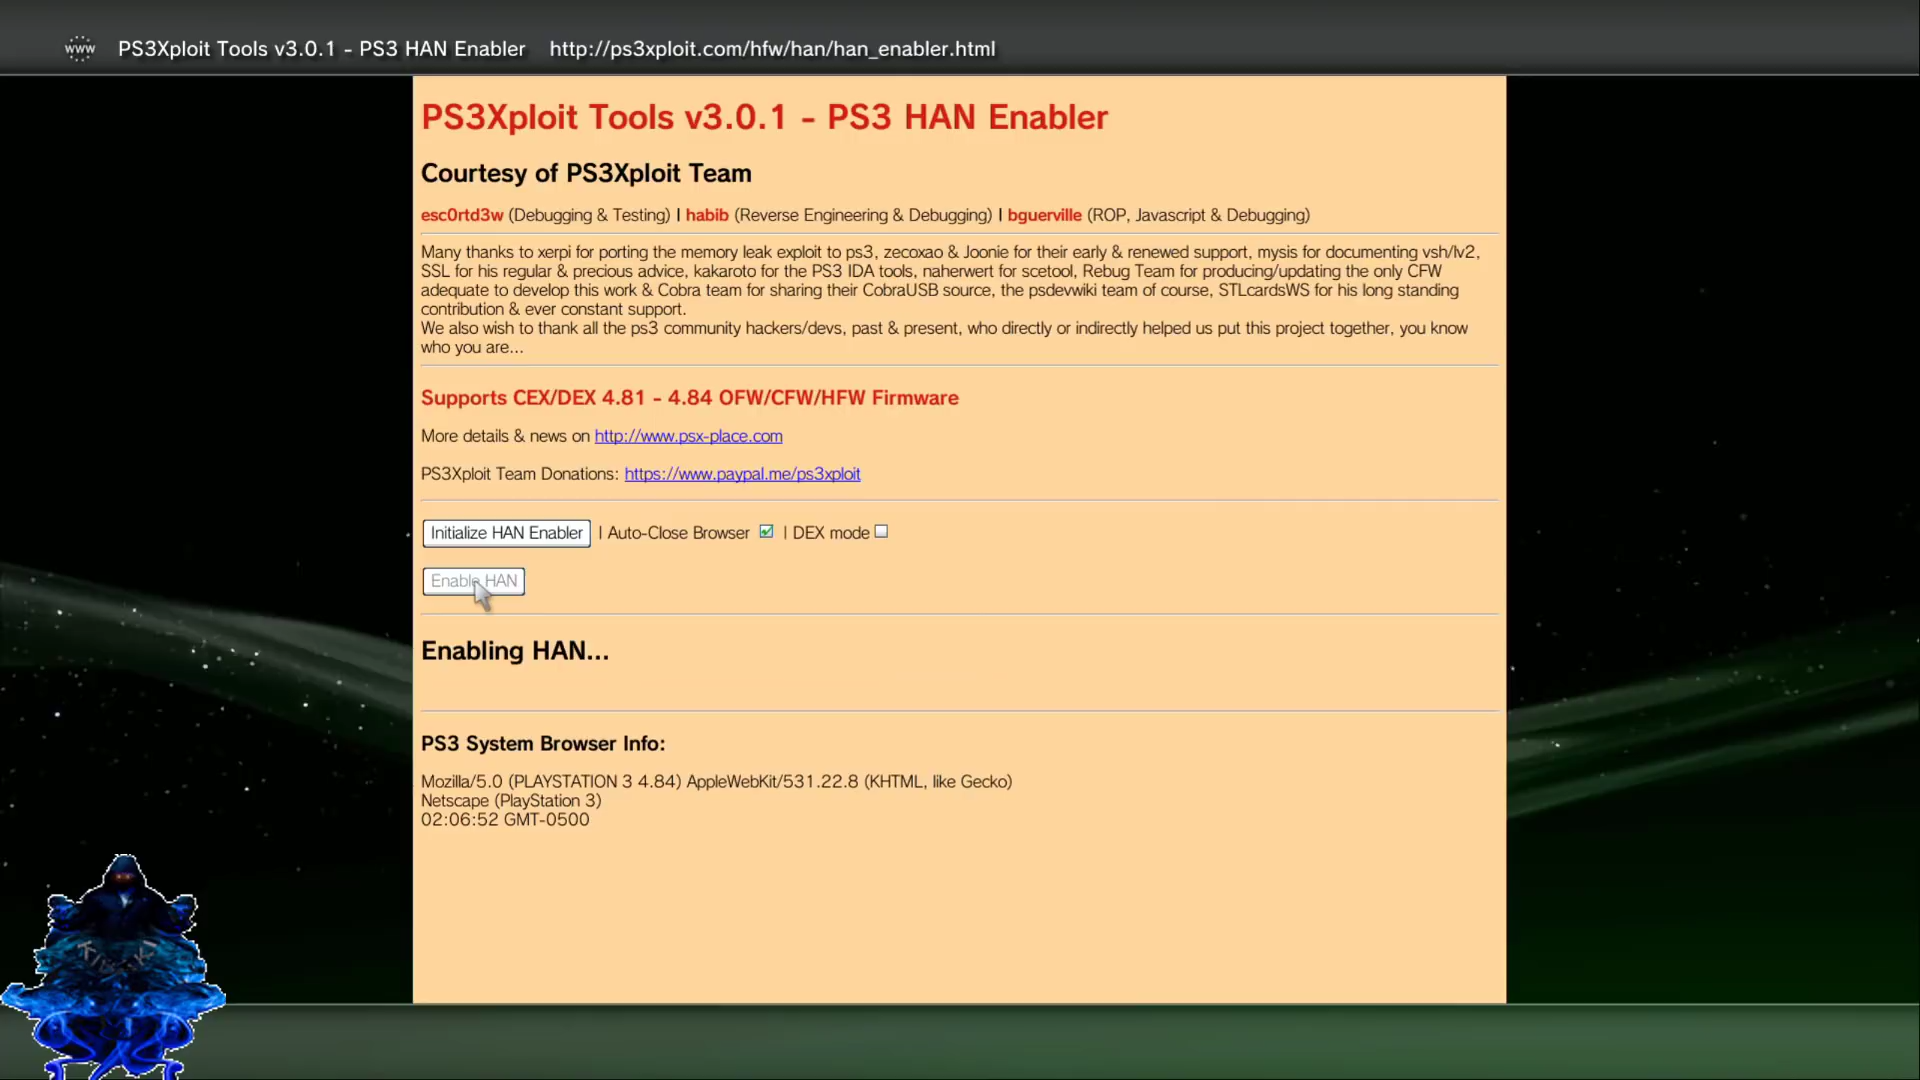 PS3Xploit Tools v3.0.1 - PS3 HAN Enabler http://ps3xploit.com/hfw/han/han_enabler.html
PS3Xploit Tools v3.0.1 - PS3 HAN Enabler
Courtesy of PS3Xploit Team
esc0rtd3w (Debugging & Testing) | habib (Reverse Engineering & Debugging) | bguerville (ROP, Javascript & Debugging)
Many thanks to xerpi for porting the memory leak exploit to ps3, zecoxao & Joonie for their early & renewed support, mysis for documenting vsh/lv2,
SSL for his regular & precious advice, kakaroto for the PS3 IDA tools, naherwert for scetool, Rebug Team for producing/updating the only CFW
adequate to develop this work & Cobra team for sharing their CobraUSB source, the psdevwiki team of course, STLcardsWS for his long standing
contribution & ever constant support.
We also wish to thank all the ps3 community hackers/devs, past & present, who directly or indirectly helped us put this project together, you know
who you are...
Supports CEX/DEX 4.81 - 4.84 OFW/CFW/HFW Firmware
More details & news on http://www.psx-place.com
PS3Xploit Team Donations: https://www.paypal.me/ps3xploit
Initialize HAN Enabler | Auto-Close Browser | DEX mode
Enable HAN
Enabling HAN...
PS3 System Browser Info:
Mozilla/5.0 (PLAYSTATION 3 4.84) AppleWebKit/531.22.8 (KHTML, like Gecko)
Netscape (PlayStation 3)
02:06:52 GMT-0500